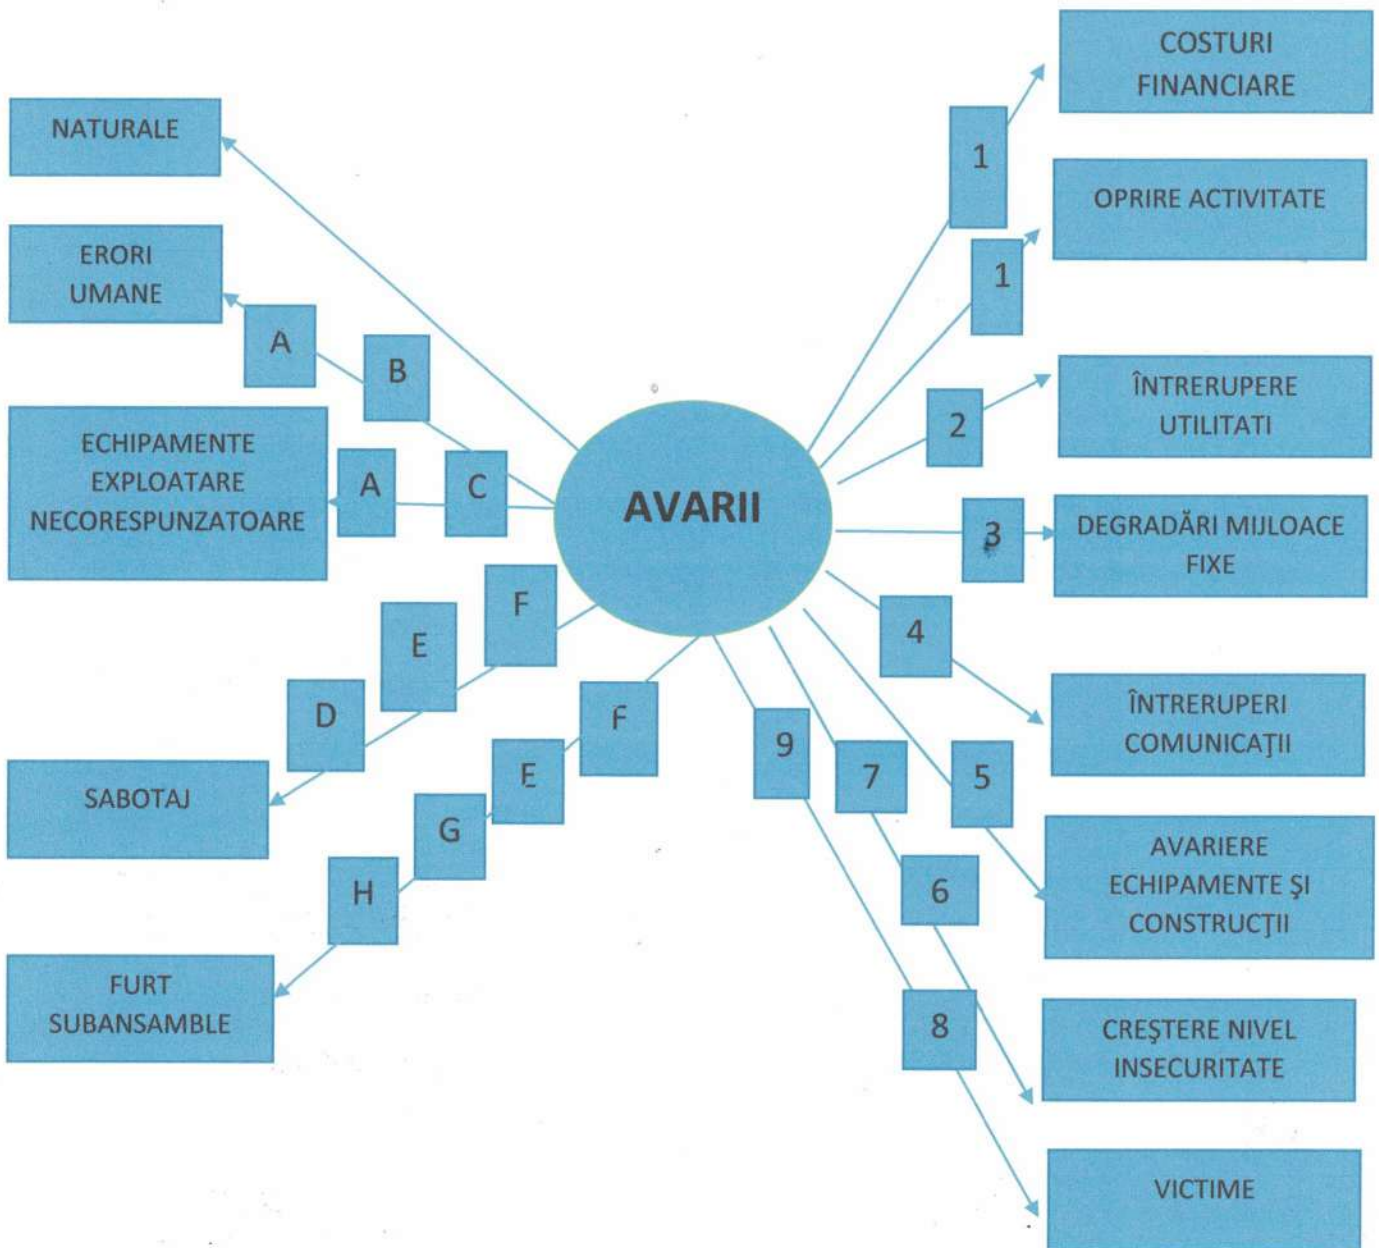 COSTURI
FINANCIARE
NATURALE
1
OPRIRE ACTIVITATE
ERORI
UMANE
1
A
B
ÎNTRERUPERE
UTILITATI
2
ECHIPAMENTE
EXPLOATARE
NECORESPUNZATOARE
A
C
AVARII
3
DEGRADĂRI MIJLOACE
FIXE
F
E
4
D
F
ÎNTRERUPERI
COMUNICAŢII
9
7
5
SABOTAJ
E
G
H
AVARIERE
ECHIPAMENTE ŞI
CONSTRUCŢII
6
FURT
SUBANSAMBLE
8
CREŞTERE NIVEL
INSECURITATE
VICTIME